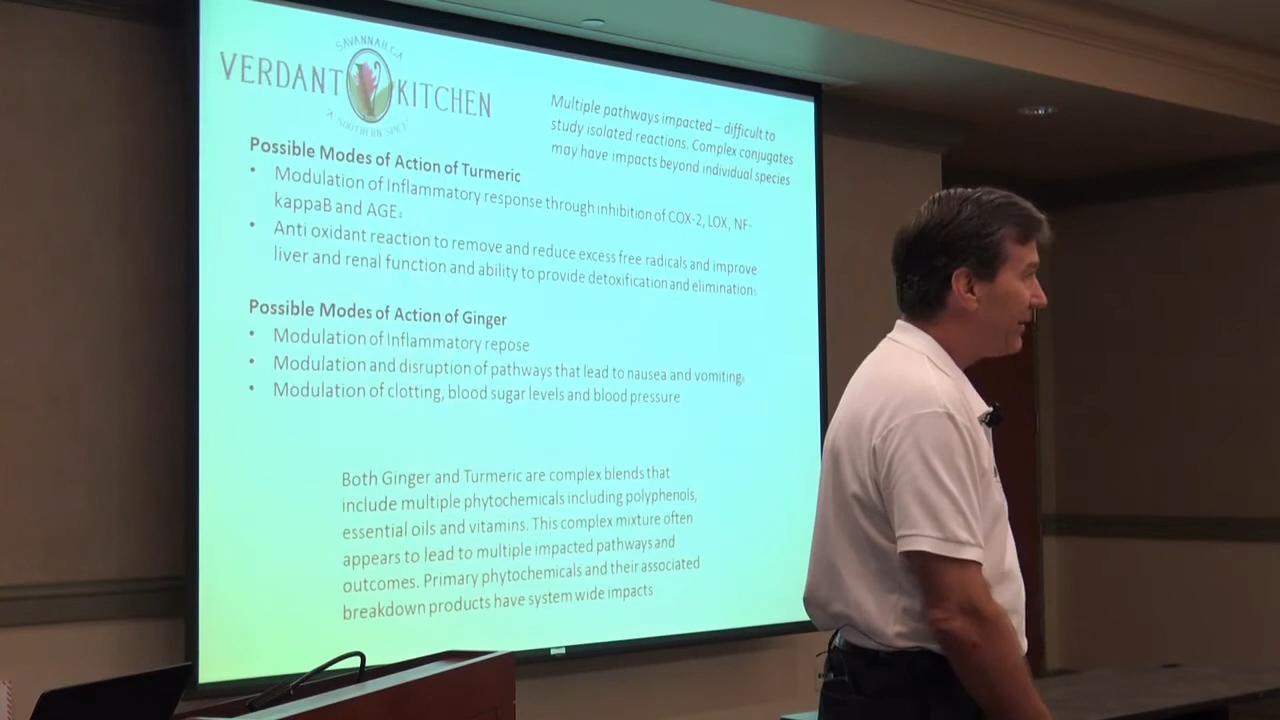 SAVANNAH, GA
VERDANT KITCHEN
"A SOUTHERN SPICE"
Multiple pathways impacted – difficult to
study isolated reactions. Complex conjugates
may have impacts beyond individual species
Possible Modes of Action of Turmeric
• Modulation of Inflammatory response through inhibition of COX-2, LOX, NF-
kappaB and AGE
• Anti oxidant reaction to remove and reduce excess free radicals and improve
liver and renal function and ability to provide detoxification and elimination
Possible Modes of Action of Ginger
• Modulation of Inflammatory repose
• Modulation and disruption of pathways that lead to nausea and vomiting
• Modulation of clotting, blood sugar levels and blood pressure
Both Ginger and Turmeric are complex blends that
include multiple phytochemicals including polyphenols,
essential oils and vitamins. This complex mixture often
appears to lead to multiple impacted pathways and
outcomes. Primary phytochemicals and their associated
breakdown products have system wide impacts